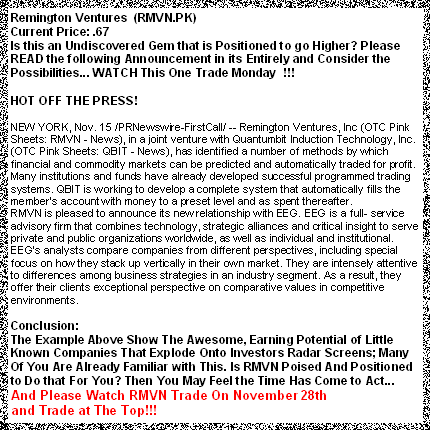 Remington Ventures (RMVN.PK)
Current Price: .67
Is this an Undiscovered Gem that is Positioned to go Higher? Please
READ the following Announcement in its Entirely and Consider the
Possibilities... WATCH This One Trade Monday !!!
HOT OFF THE PRESS!
NEW YORK, Nov. 15 /PRNewswire-FirstCall/ -- Remington Ventures, Inc (OTC Pink
Sheets: RMVN - News), in a joint venture with Quantumbit Induction Technology, Inc.
(OTC Pink Sheets: QBIT - News), has identified a number of methods by which
financial and commodity markets can be predicted and automatically traded for profit.
Many institutions and funds have already developed successful programmed trading
systems. QBIT is working to develop a complete system that automatically fills the
member's account with money to a preset level and as spent thereafter.
RMVN is pleased to announce its new relationship with EEG. EEG is a full- service
advisory firm that combines technology, strategic alliances and critical insight to serve
private and public organizations worldwide, as well as individual and institutional.
EEG's analysts compare companies from different perspectives, including special
focus on how they stack up vertically in their own market. They are intensely attentive
to differences among business strategies in an industry segment. As a result, they
offer their clients exceptional perspective on comparative values in competitive
environments.
Conclusion:
The Example Above Show The Awesome, Earning Potential of Little
Known Companies That Explode Onto Investors Radar Screens; Many
Of You Are Already Familiar with This. Is RMVN Poised And Positioned
to Do that For You? Then You May Feel the Time Has Come to Act...
And Please Watch RMVN Trade On November 28th
and Trade at The Top!!!